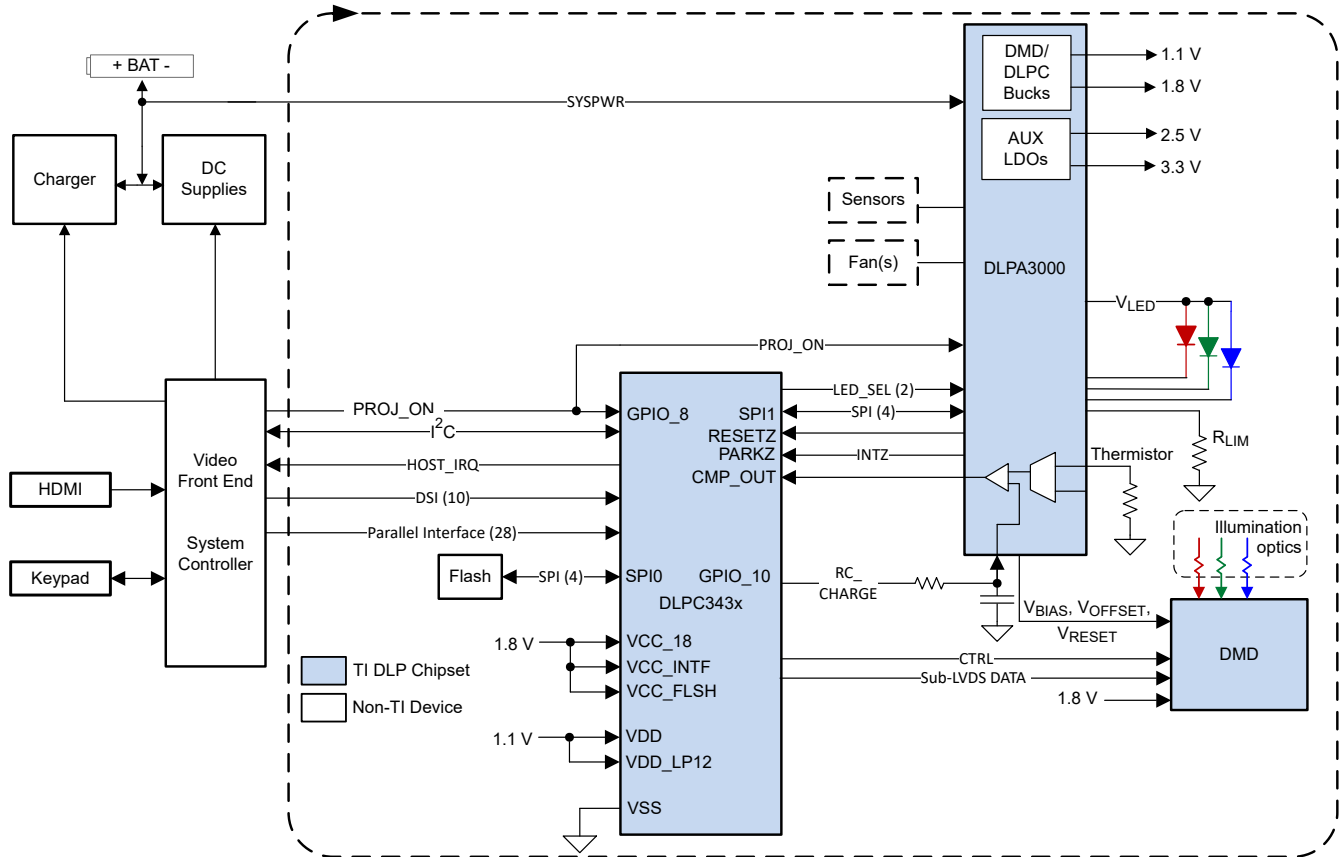 + BAT -
SYSPWR
Charger
DC
Supplies
DMD/
DLPC
Bucks
1.1 V
1.8 V
AUX
LDOs
2.5 V
3.3 V
Sensors
Fan(s)
DLPA3000
VLED
PROJ_ON
PROJ_ON
I2C
HOST_IRQ
DSI (10)
Parallel Interface (28)
Video
Front End
System
Controller
HDMI
Keypad
Flash
SPI (4)
GPIO_8
SPI1
RESETZ
PARKZ
CMP_OUT
SPI0
GPIO_10
DLPC343x
VCC_18
VCC_INTF
VCC_FLSH
VDD
VDD_LP12
VSS
1.8 V
1.1 V
LED_SEL (2)
SPI (4)
INTZ
Thermistor
RLIM
RC_
CHARGE
VBIAS, VOFFSET,
VRESET
CTRL
Sub-LVDS DATA
1.8 V
Illumination
optics
DMD
TI DLP Chipset
Non-TI Device